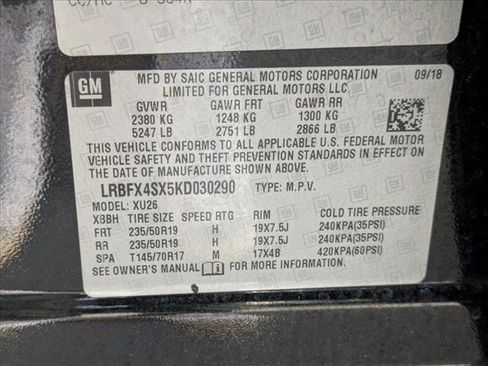 GM
MFD BY SAIC GENERAL MOTORS CORPORATION 09/18
LIMITED FOR GENERAL MOTORS LLC
GVWR GAWR FRT GAWR RR
2380 KG 1248 KG 1300 KG
5247 LB 2751 LB 2866 LB
THIS VEHICLE CONFORMS TO ALL APPLICABLE U.S. FEDERAL MOTOR
VEHICLE SAFETY AND THEFT PREVENTION STANDARDS IN EFFECT ON
THE DATE OF MANUFACTURE SHOWN ABOVE.
LRBFX4SX5KD030290 TYPE: M.P.V.
MODEL: XU26
X3BH TIRE SIZE SPEED RTG RIM COLD TIRE PRESSURE
FRT 235/50R19 H 19X7.5J 240KPA(35PSI)
RR 235/50R19 H 19X7.5J 240KPA(35PSI)
SPA T145/70R17 M 17X4B 420KPA(60PSI)
SEE OWNER'S MANUAL FOR MORE INFORMATION